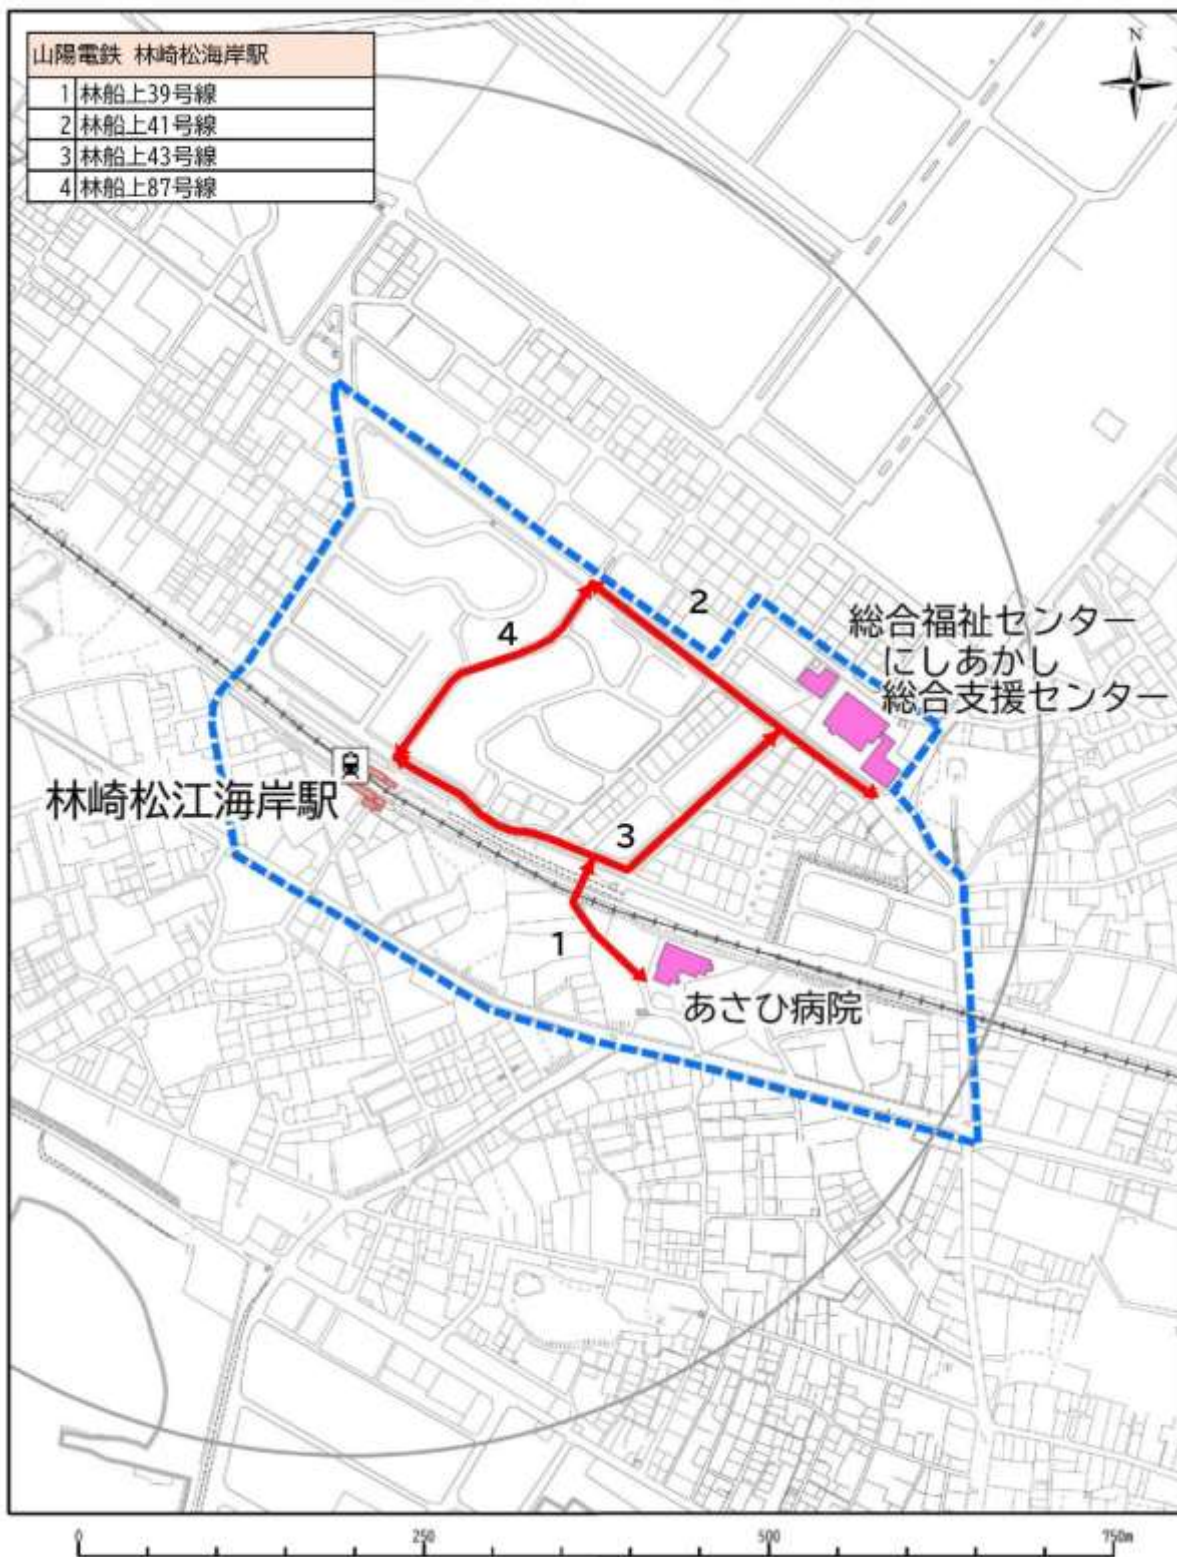 山陽電鉄 林崎松海岸駅
1 林船上39号線
2 林船上41号線
3 林船上43号線
4 林船上87号線
N
2
総合福祉センター
にしあかし
総合支援センター
4
林崎松江海岸駅
3
1
あさひ病院
0 250 500 750m